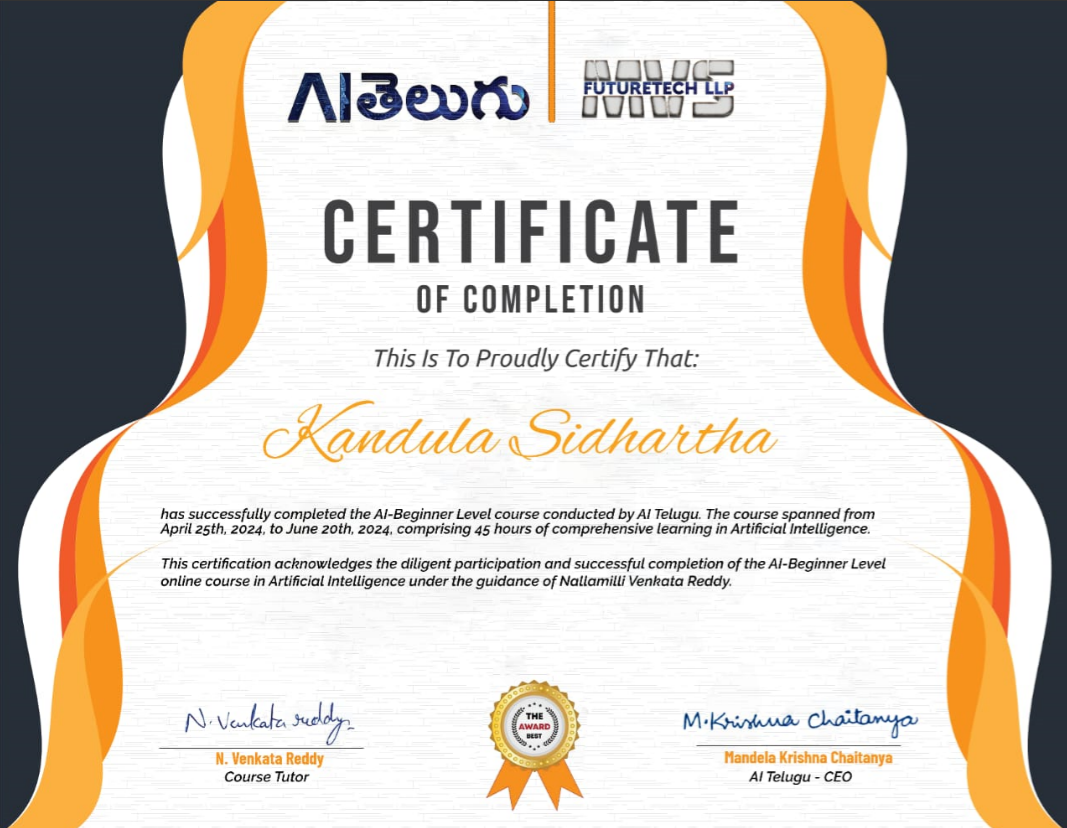 AIతెలుగు
MVS
FUTURETECH LLP
CERTIFICATE
OF COMPLETION
This Is To Proudly Certify That:
Kandula Sidhartha
has successfully completed the AI-Beginner Level course conducted by AI Telugu. The course spanned from
April 25th, 2024, to June 20th, 2024, comprising 45 hours of comprehensive learning in Artificial Intelligence.
This certification acknowledges the diligent participation and successful completion of the AI-Beginner Level
online course in Artificial Intelligence under the guidance of Nallamilli Venkata Reddy.
N. Venkata reddy
M. Krishna Chaitanya
N. Venkata Reddy
Mandela Krishna Chaitanya
Course Tutor
AI Telugu - CEO
THE
AWARD
BEST